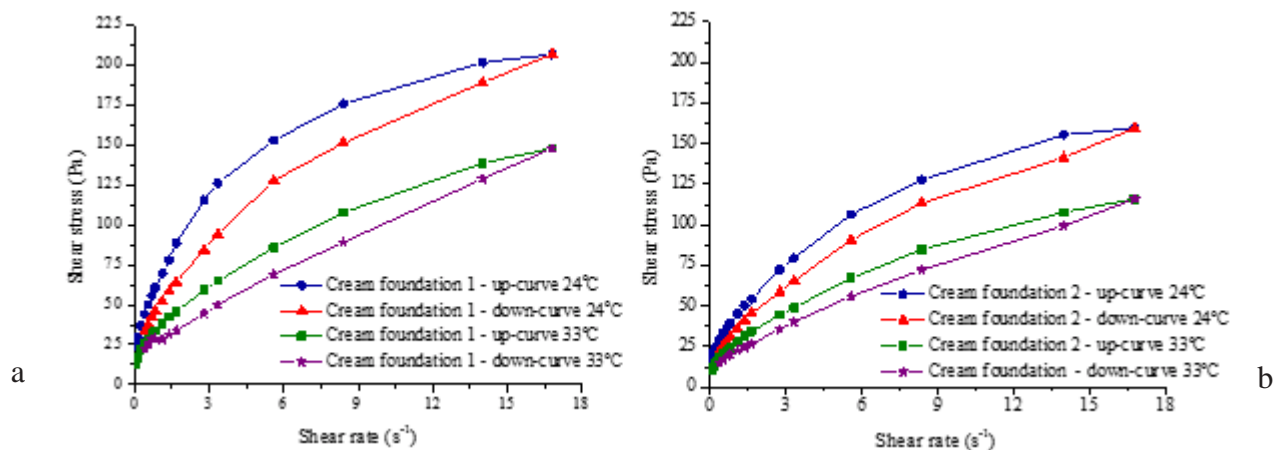 225
200
175
150
125
100
75
50
25
0
Shear stress (Pa)
Cream foundation 1 - up-curve 24°C
Cream foundation 1 - down-curve 24°C
Cream foundation 1 - up-curve 33°C
Cream foundation 1 - down-curve 33°C
0 3 6 9 12 15 18
Shear rate (s⁻¹)
a
225
200
175
150
125
100
75
50
25
0
Shear stress (Pa)
Cream foundation 2 - up-curve 24°C
Cream foundation 2 - down-curve 24°C
Cream foundation 2 - up-curve 33°C
Cream foundation - down-curve 33°C
0 3 6 9 12 15 18
Shear rate (s⁻¹)
b